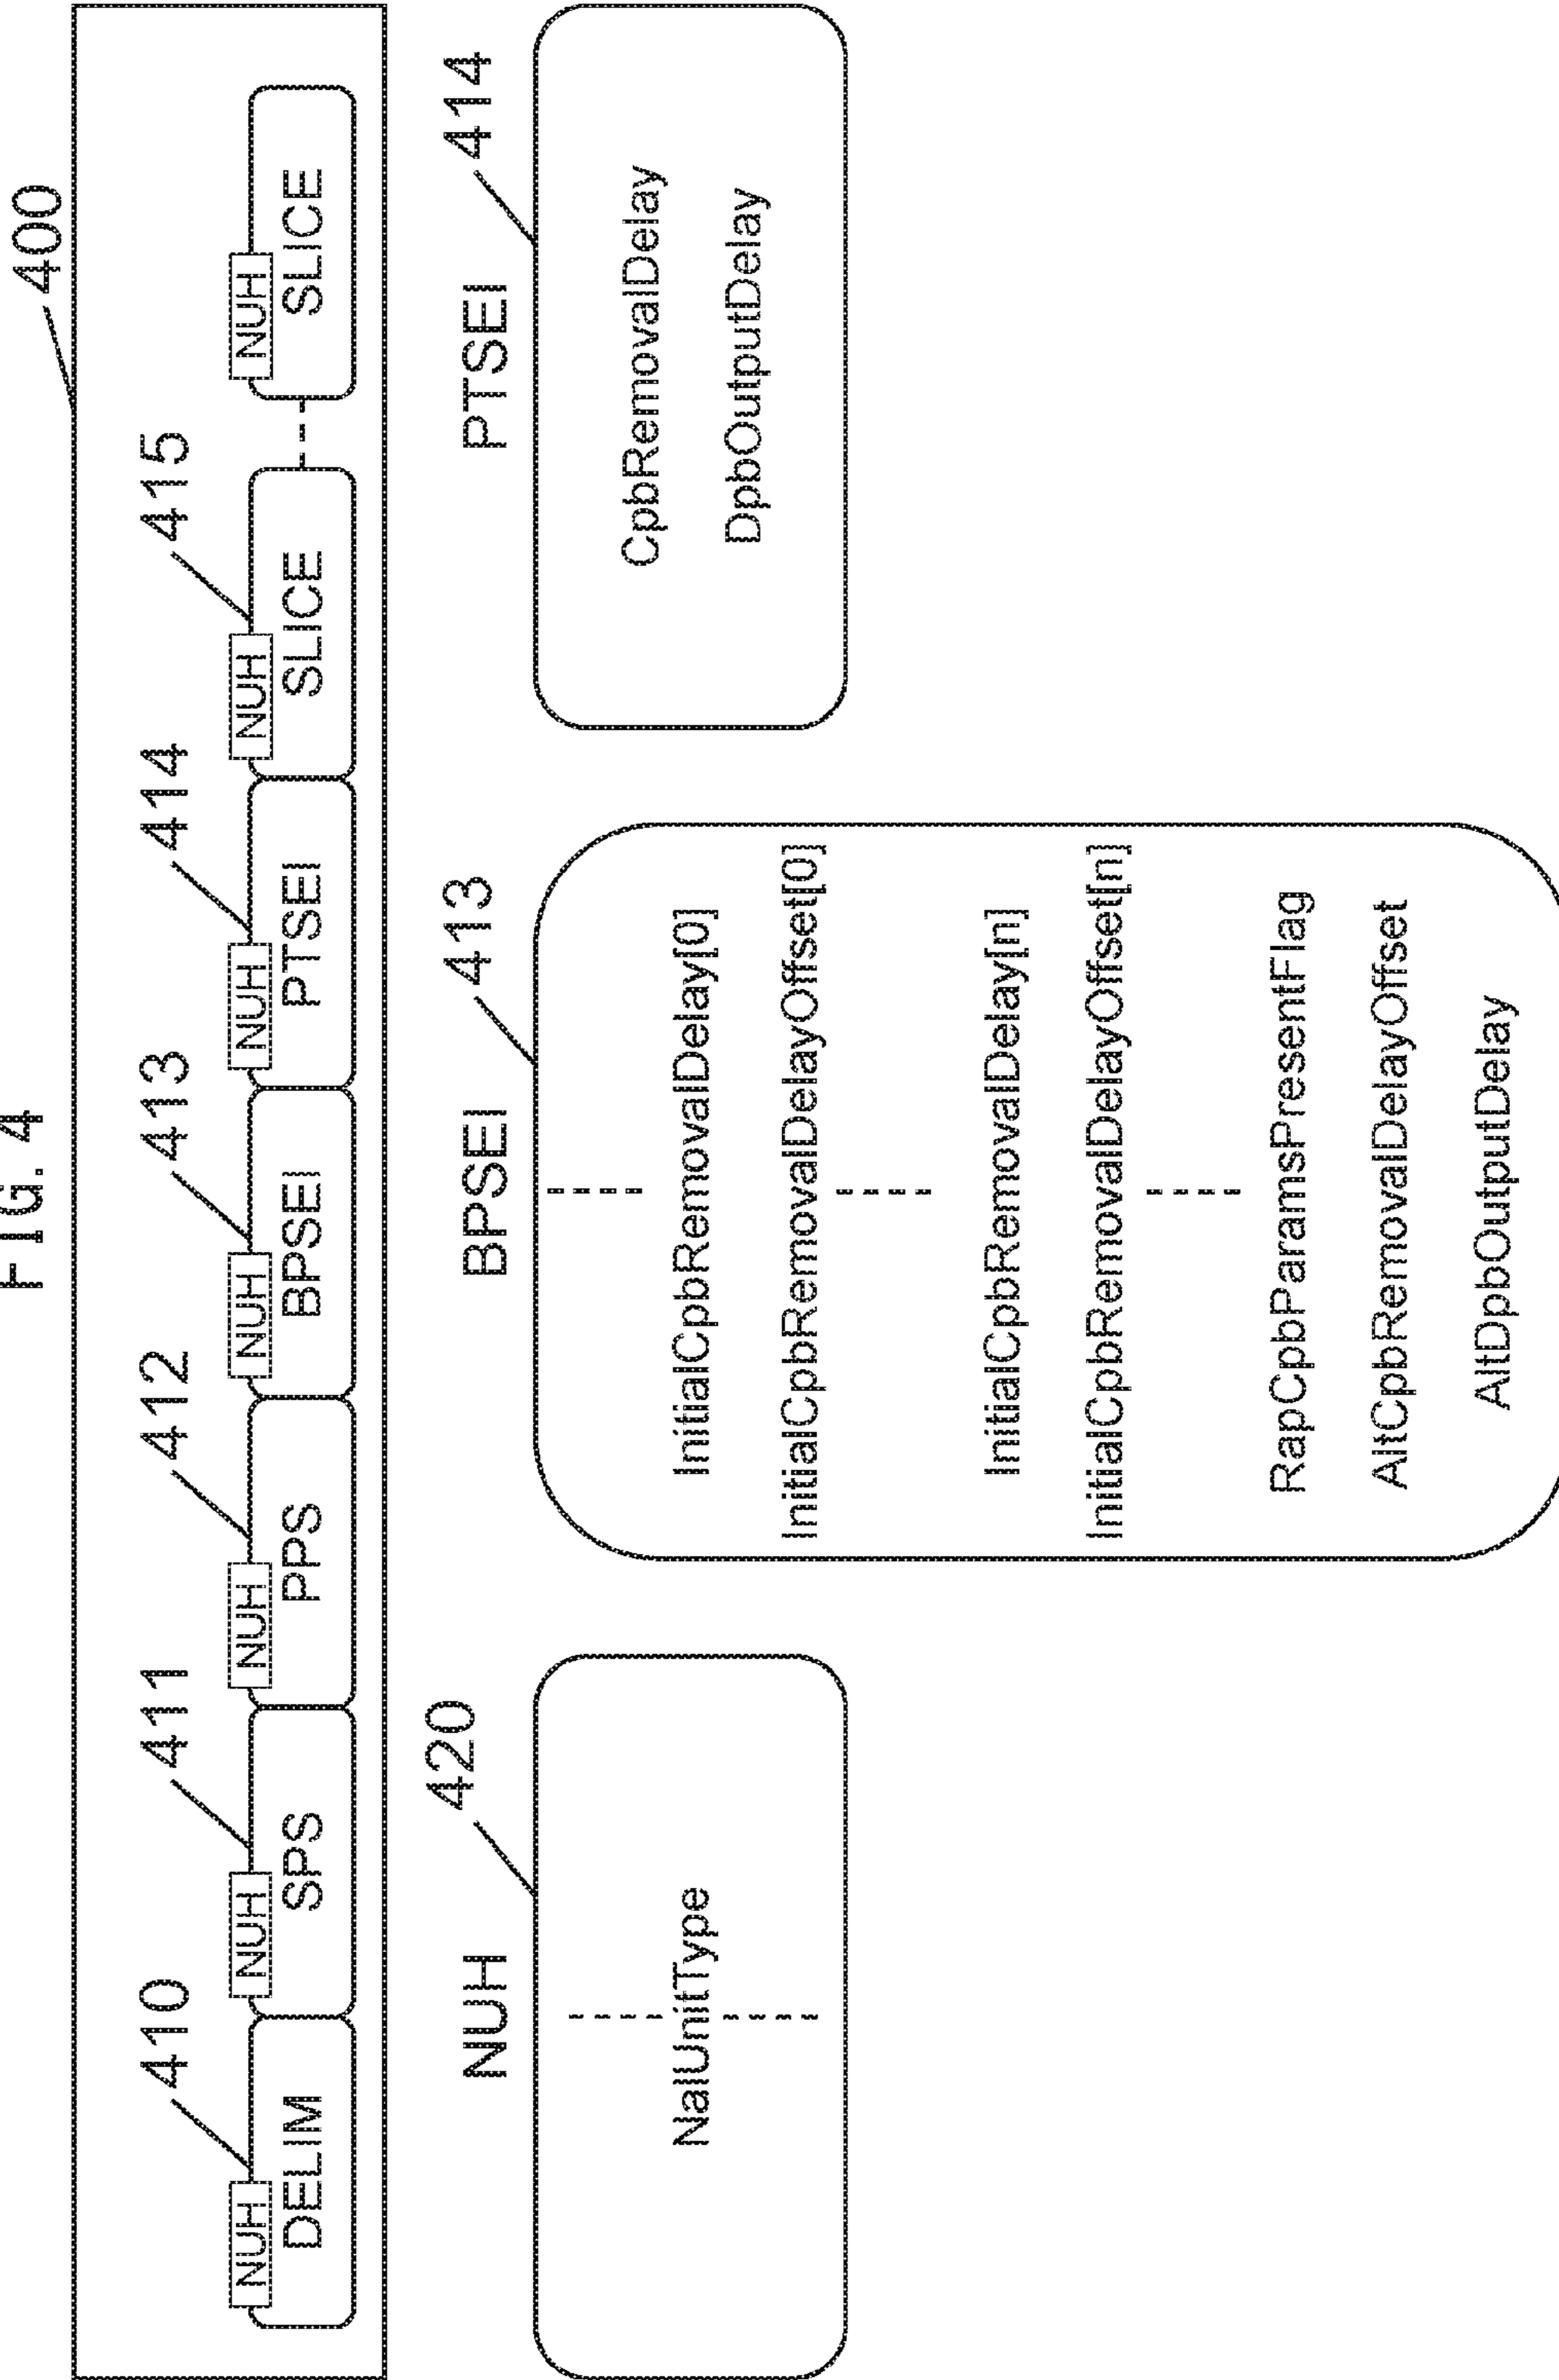 FIG. 4
400
410 411 412 413 414 415
NUH NUH NUH NUH NUH NUH NUH
DELIM SPS PPS BPSEI PTSEI SLICE SLICE
NUH 420
NalUnitType
BPSEI 413
InitialCpbRemovalDelay[0]
InitialCpbRemovalDelayOffset[0]
InitialCpbRemovalDelay[n]
InitialCpbRemovalDelayOffset[n]
RapCpbParamsPresentFlag
AltCpbRemovalDelayOffset
AltDpbOutputDelay
PTSEI 414
CpbRemovalDelay
DpbOutputDelay